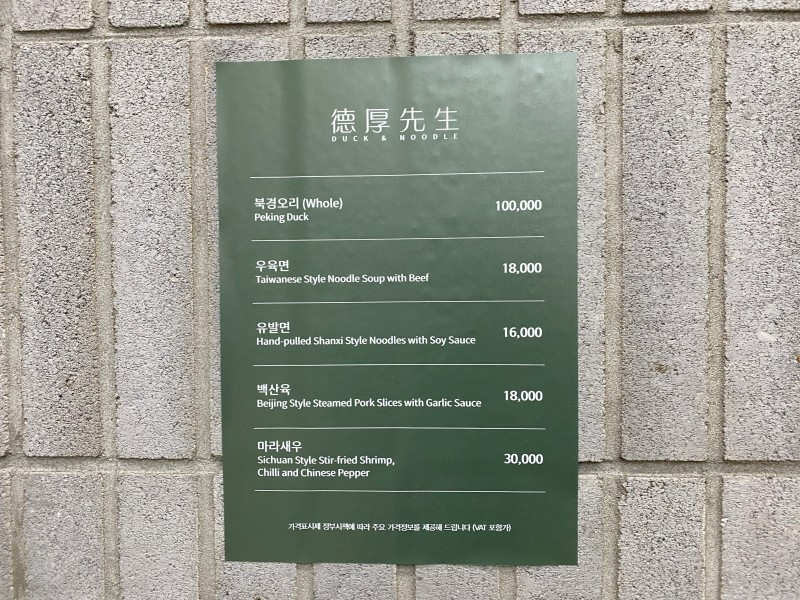 德厚先生
DUCK & NOODLE
북경오리 (Whole) 100,000
Peking Duck
우육면 18,000
Taiwanese Style Noodle Soup with Beef
유발면 16,000
Hand-pulled Shanxi Style Noodles with Soy Sauce
백산육 18,000
Beijing Style Steamed Pork Slices with Garlic Sauce
마라새우 30,000
Sichuan Style Stir-fried Shrimp,
Chilli and Chinese Pepper
가격표시제 정부시책에 따라 주요 가격정보를 제공해 드립니다 (VAT 포함가)